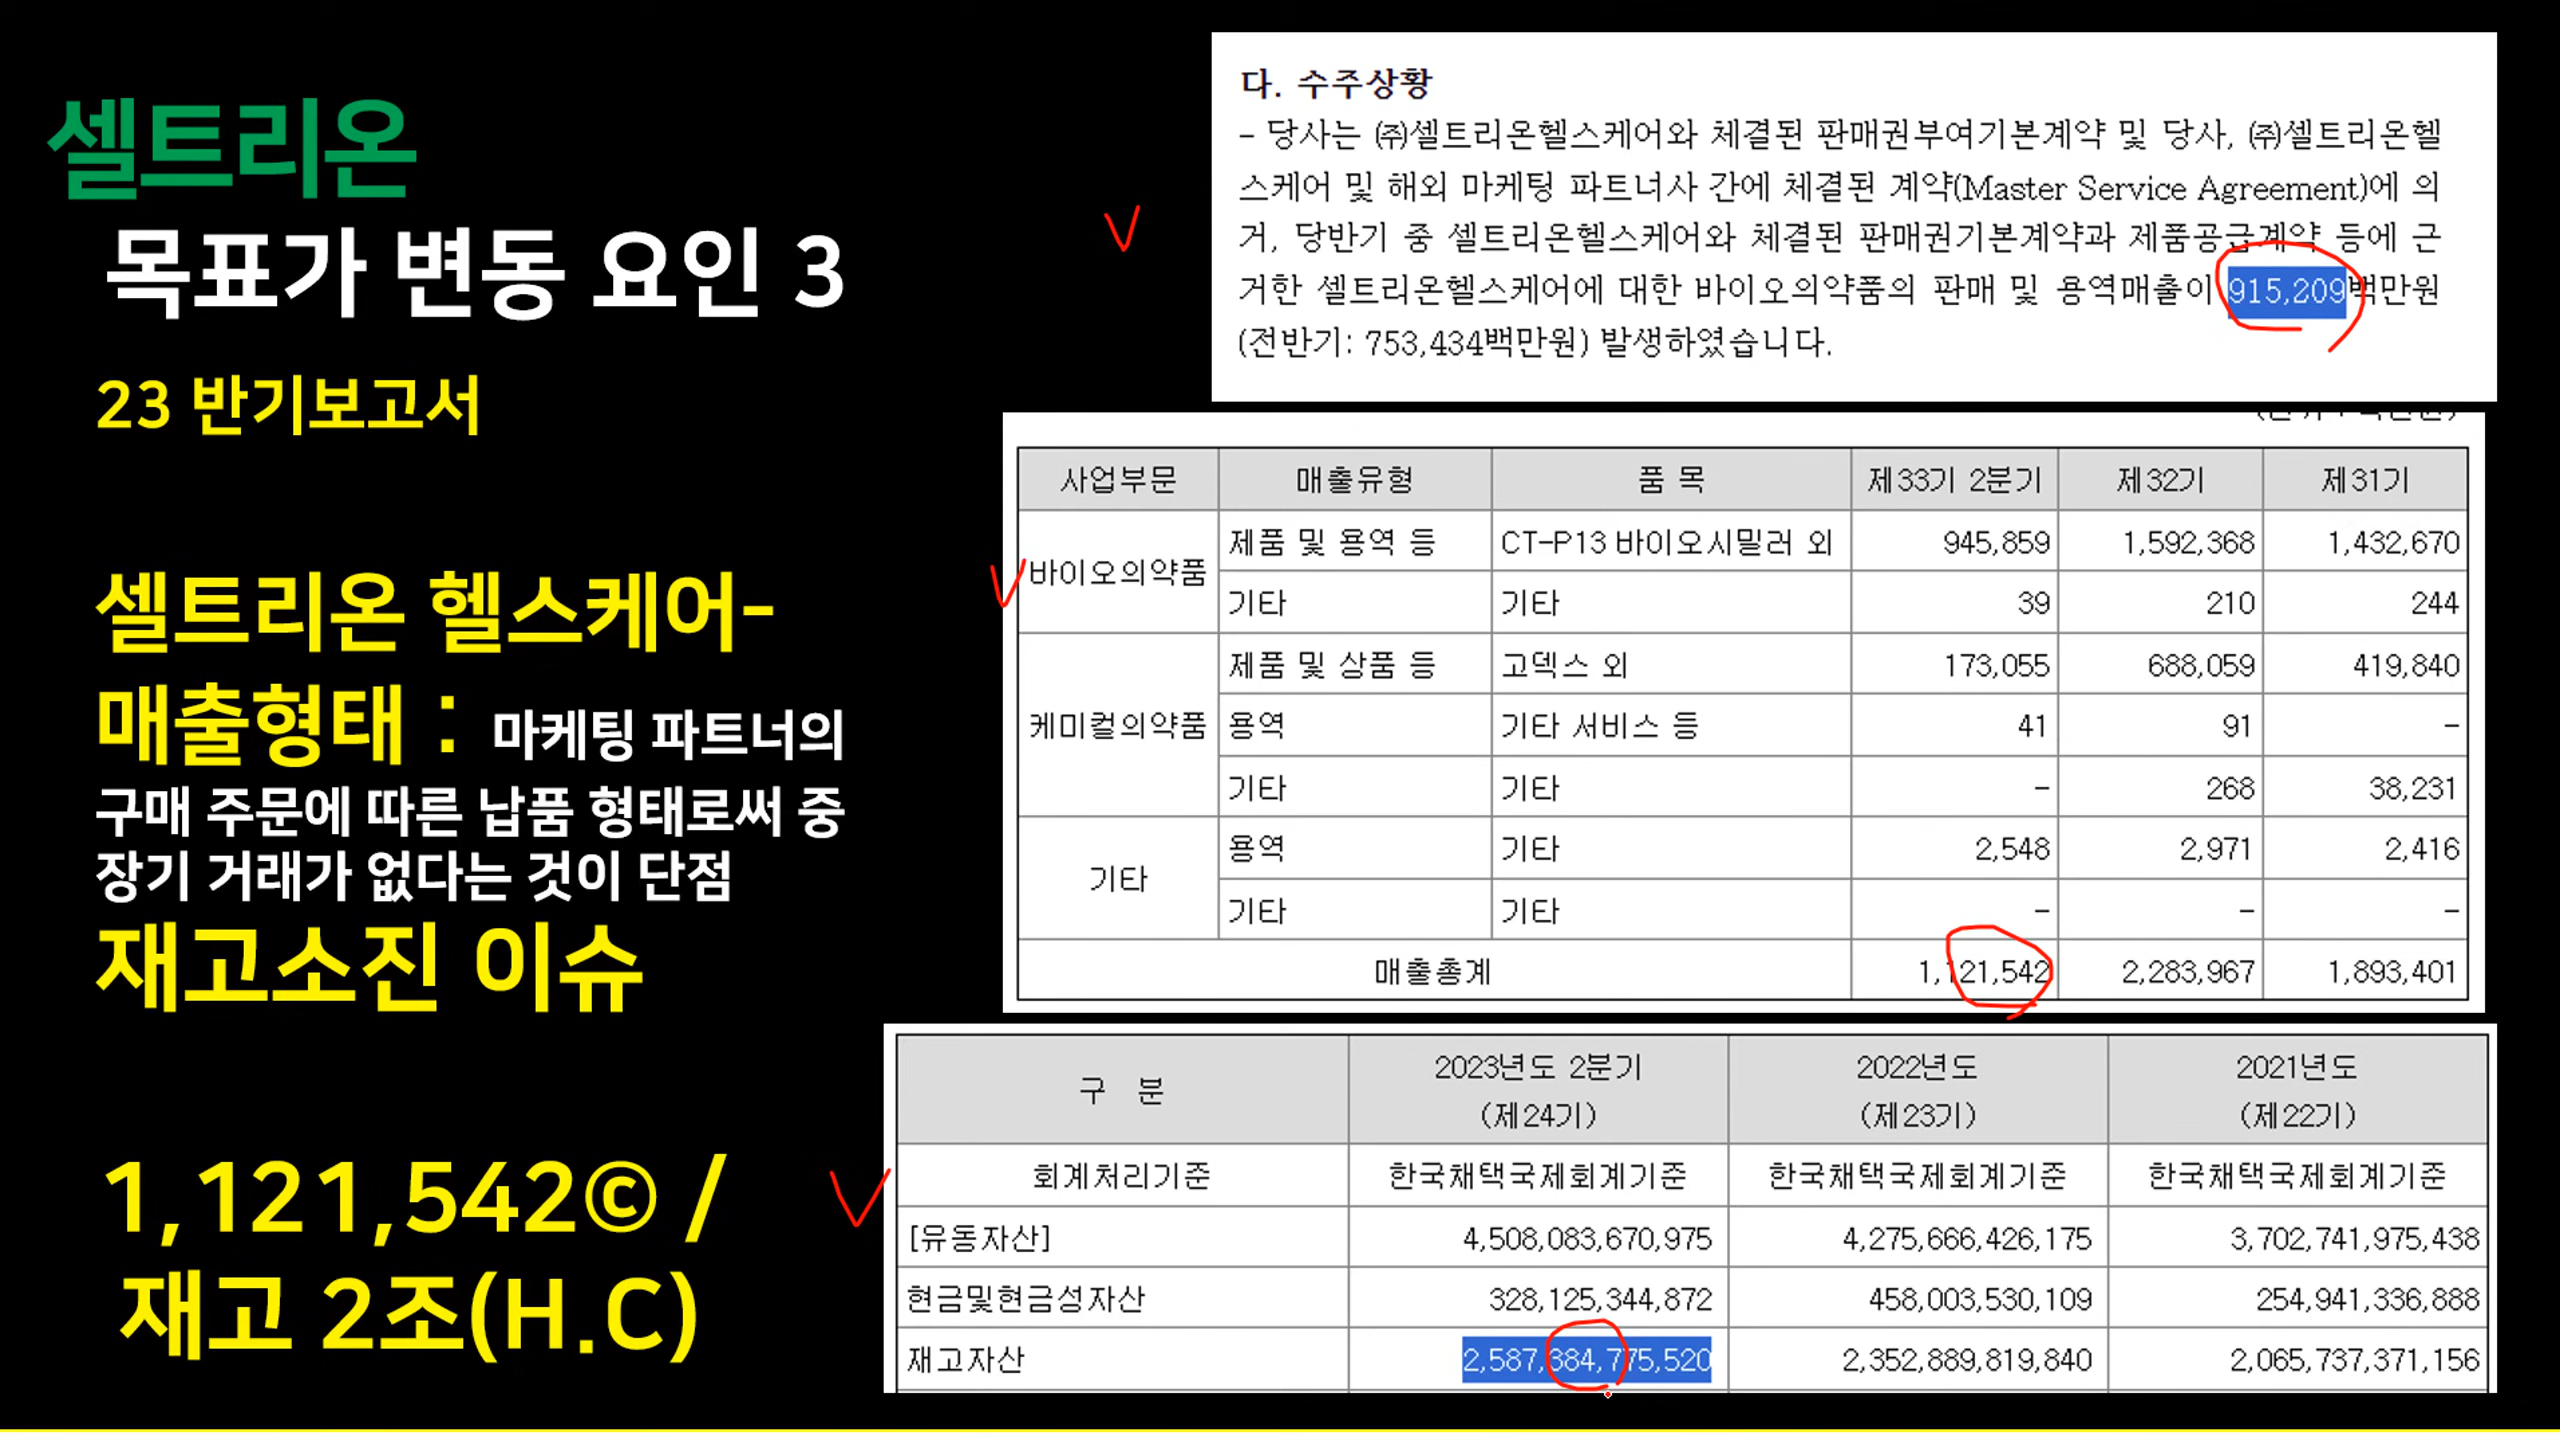 셀트리온
목표가 변동 요인 3
23 반기보고서
셀트리온 헬스케어-
매출형태 : 마케팅 파트너의
구매 주문에 따른 납품 형태로써 중
장기 거래가 없다는 것이 단점
재고소진 이슈
1,121,542© /
재고 2조(H.C)
다. 수주상황
- 당사는 ㈜셀트리온헬스케어와 체결된 판매권부여기본계약 및 당사, ㈜셀트리온헬
스케어 및 해외 마케팅 파트너사 간에 체결된 계약(Master Service Agreement)에 의
거, 당반기 중 셀트리온헬스케어와 체결된 판매권기본계약과 제품공급계약 등에 근
거한 셀트리온헬스케어에 대한 바이오의약품의 판매 및 용역매출이 915,209백만원
(전반기: 753,434백만원) 발생하였습니다.
사업부문 매출유형 품 목 제33기 2분기 제32기 제31기
바이오의약품 제품 및 용역 등 CT-P13 바이오시밀러 외 945,859 1,592,368 1,432,670
기타 기타 39 210 244
케미컬의약품 제품 및 상품 등 고덱스 외 173,055 688,059 419,840
용역 기타 서비스 등 41 91 -
기타 기타 - 268 38,231
기타 용역 기타 2,548 2,971 2,416
기타 기타 - - -
매출총계 1,121,542 2,283,967 1,893,401
구 분 2023년도 2분기 2022년도 2021년도
(제24기) (제23기) (제22기)
회계처리기준 한국채택국제회계기준 한국채택국제회계기준 한국채택국제회계기준
[유동자산] 4,508,083,670,975 4,275,666,426,175 3,702,741,975,438
현금및현금성자산 328,125,344,872 458,003,530,109 254,941,336,888
재고자산 2,587,384,775,520 2,352,889,819,840 2,065,737,371,156